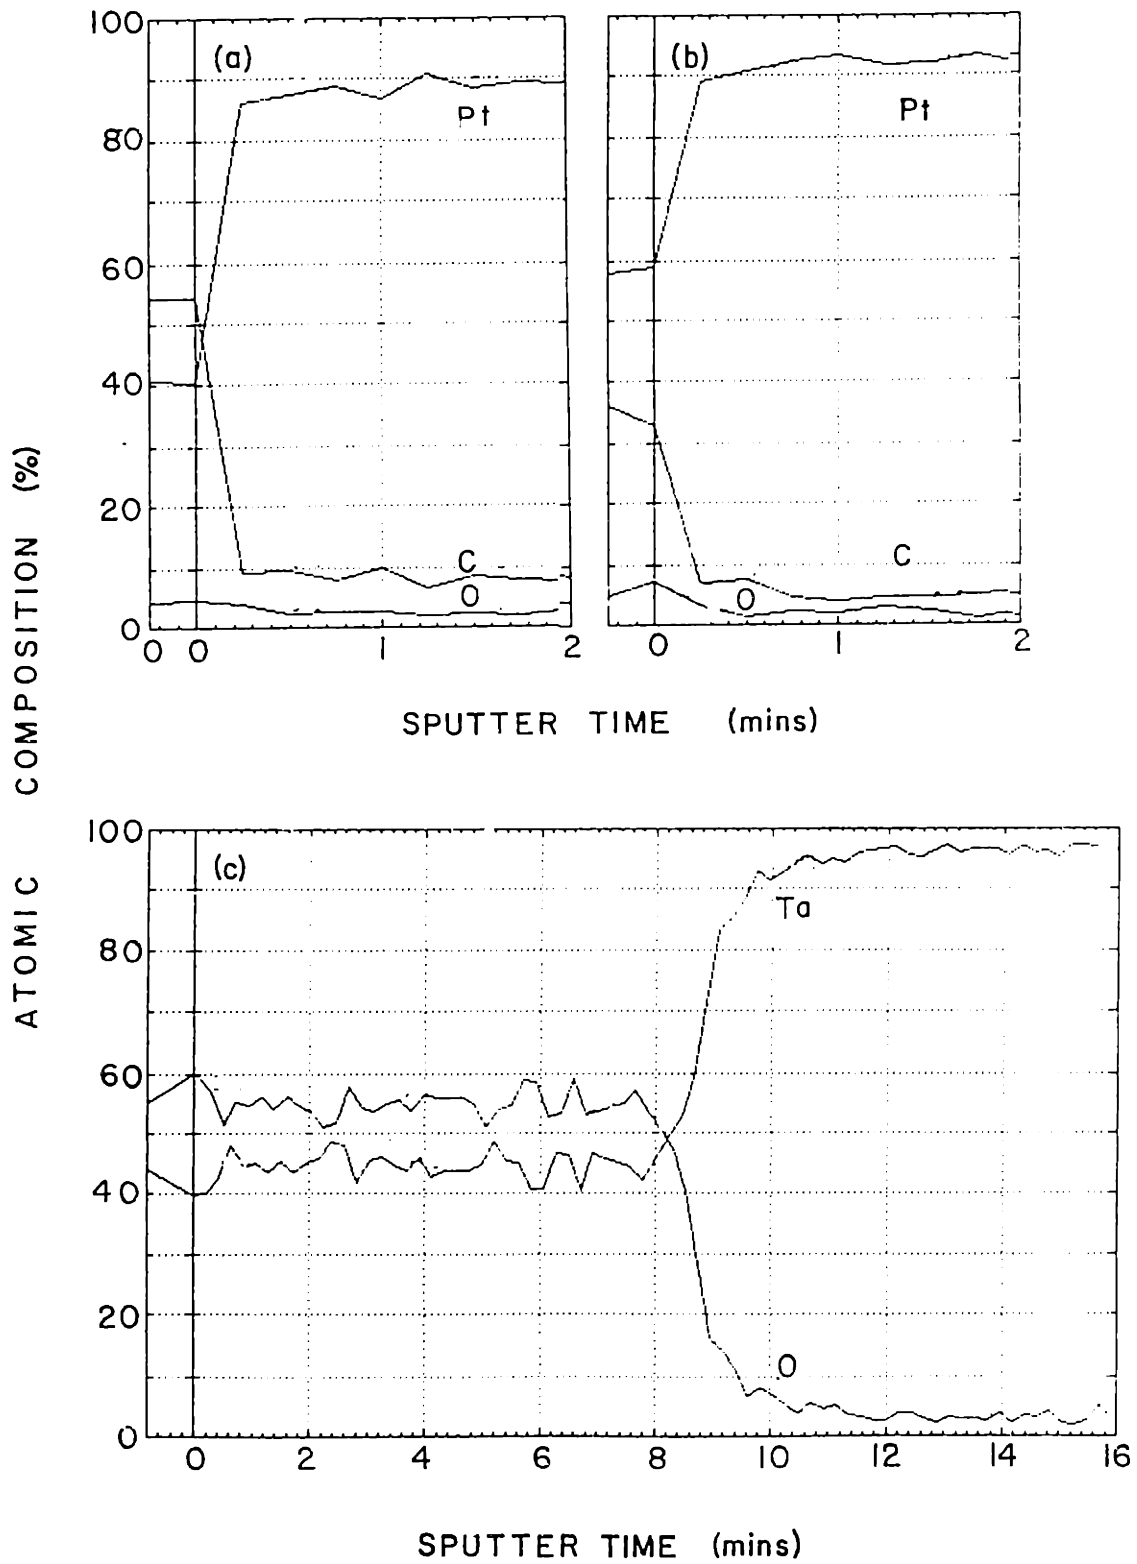 100
80
60
40
20
0
(a)
Pt
C
O
0 0 1 2
(b)
Pt
C
O
0 1 2
SPUTTER TIME (mins)
ATOMIC COMPOSITION (%)
100
80
60
40
20
0
(c)
Ta
O
0 2 4 6 8 10 12 14 16
SPUTTER TIME (mins)